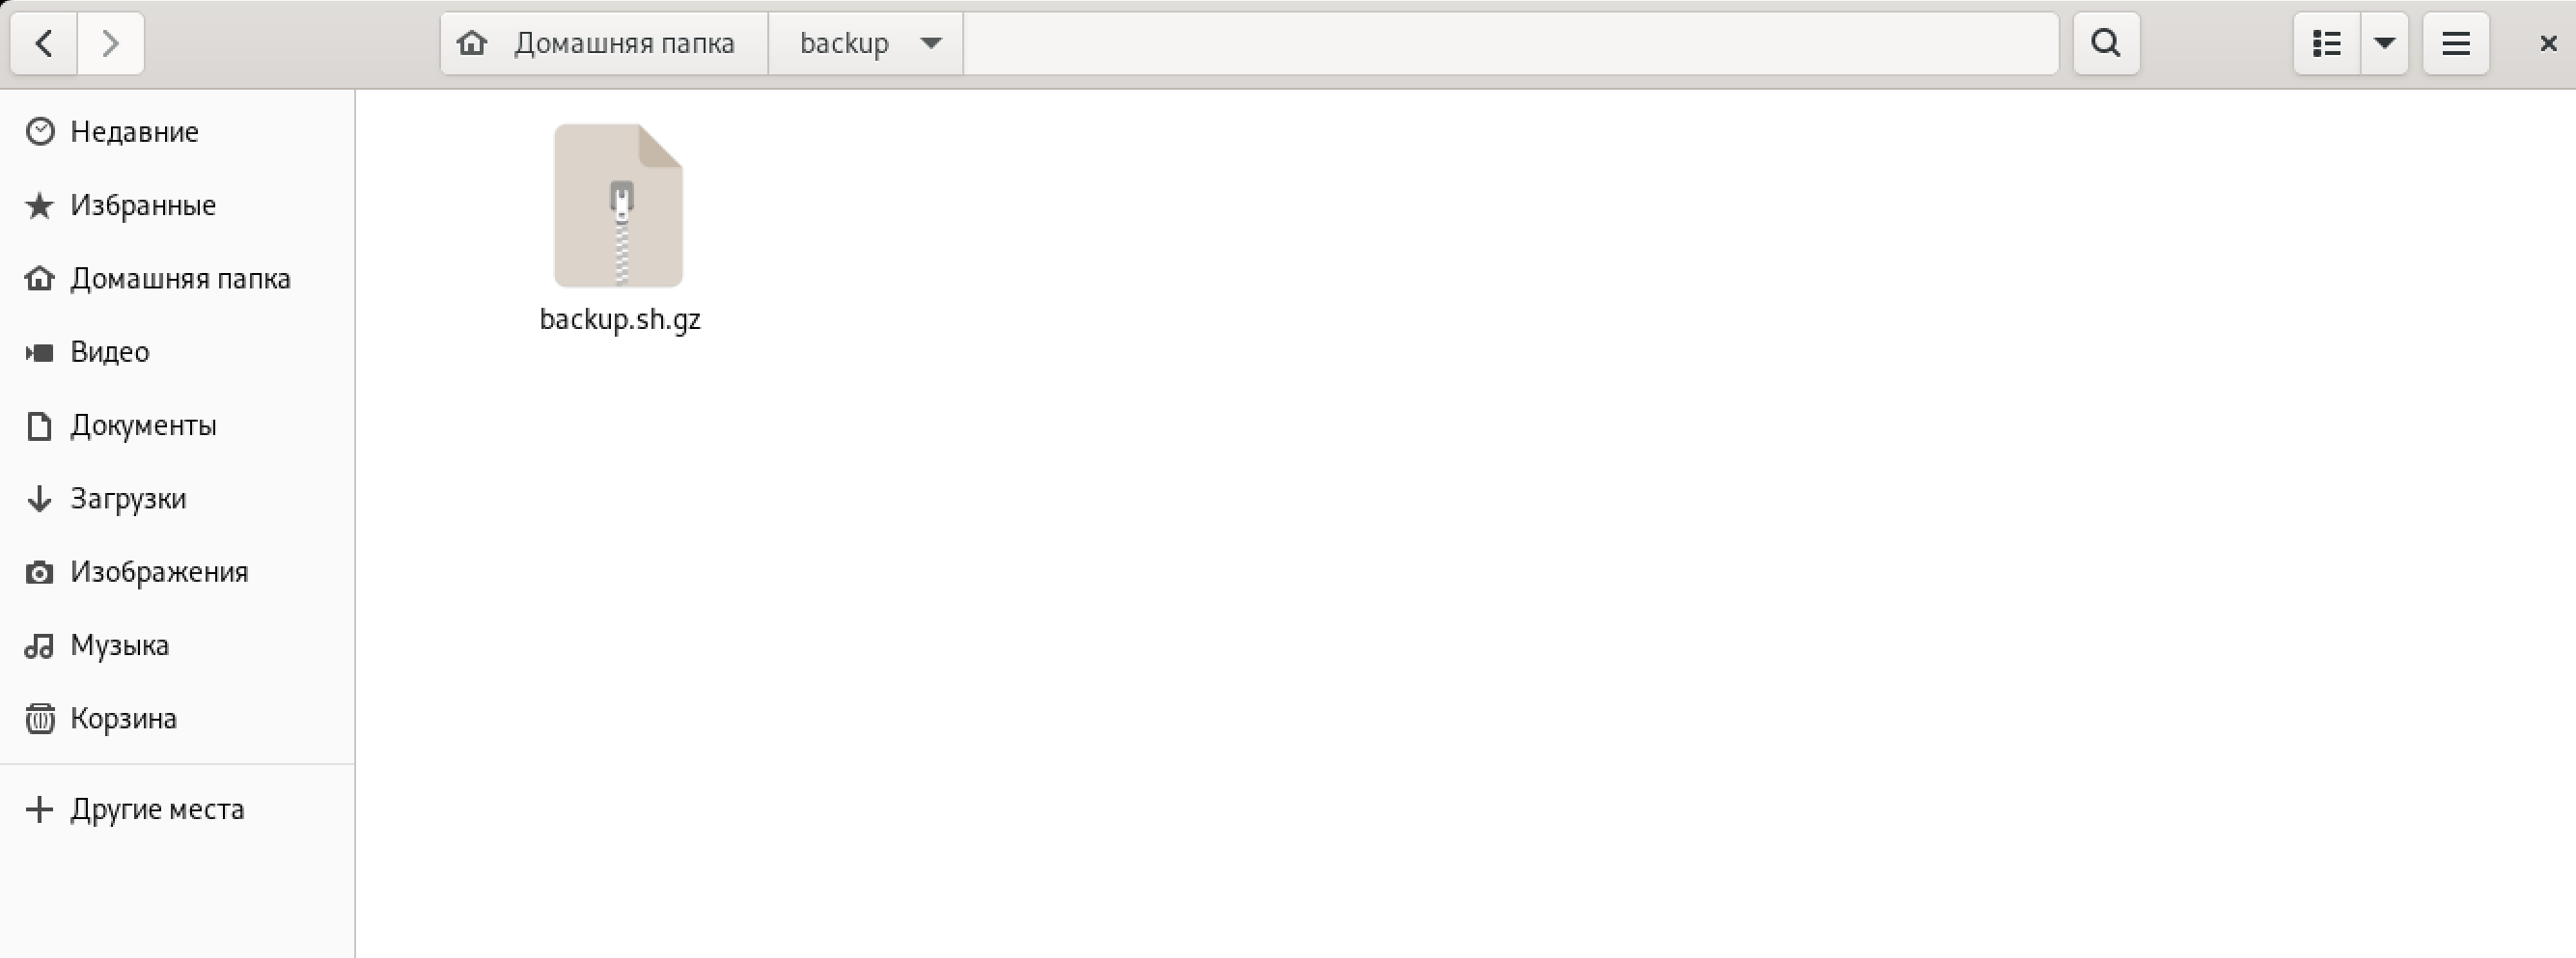 Домашняя папка
backup
Недавние
Избранные
Домашняя папка
Видео
Документы
Загрузки
Изображения
Музыка
Корзина
Другие места
backup.sh.gz